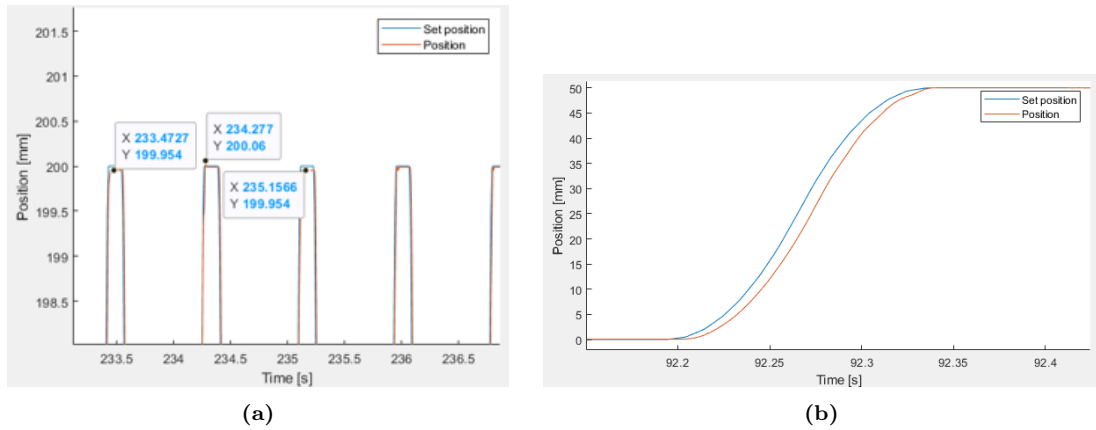 201.5
201
200.5
200
199.5
199
198.5
Position [mm]
Set position
Position
X 233.4727
Y 199.954
X 234.277
Y 200.06
X 235.1566
Y 199.954
233.5 234 234.5 235 235.5 236 236.5
Time [s]
(a)
50
45
40
35
30
25
20
15
10
5
0
Position [mm]
Set position
Position
92.2 92.25 92.3 92.35 92.4
Time [s]
(b)